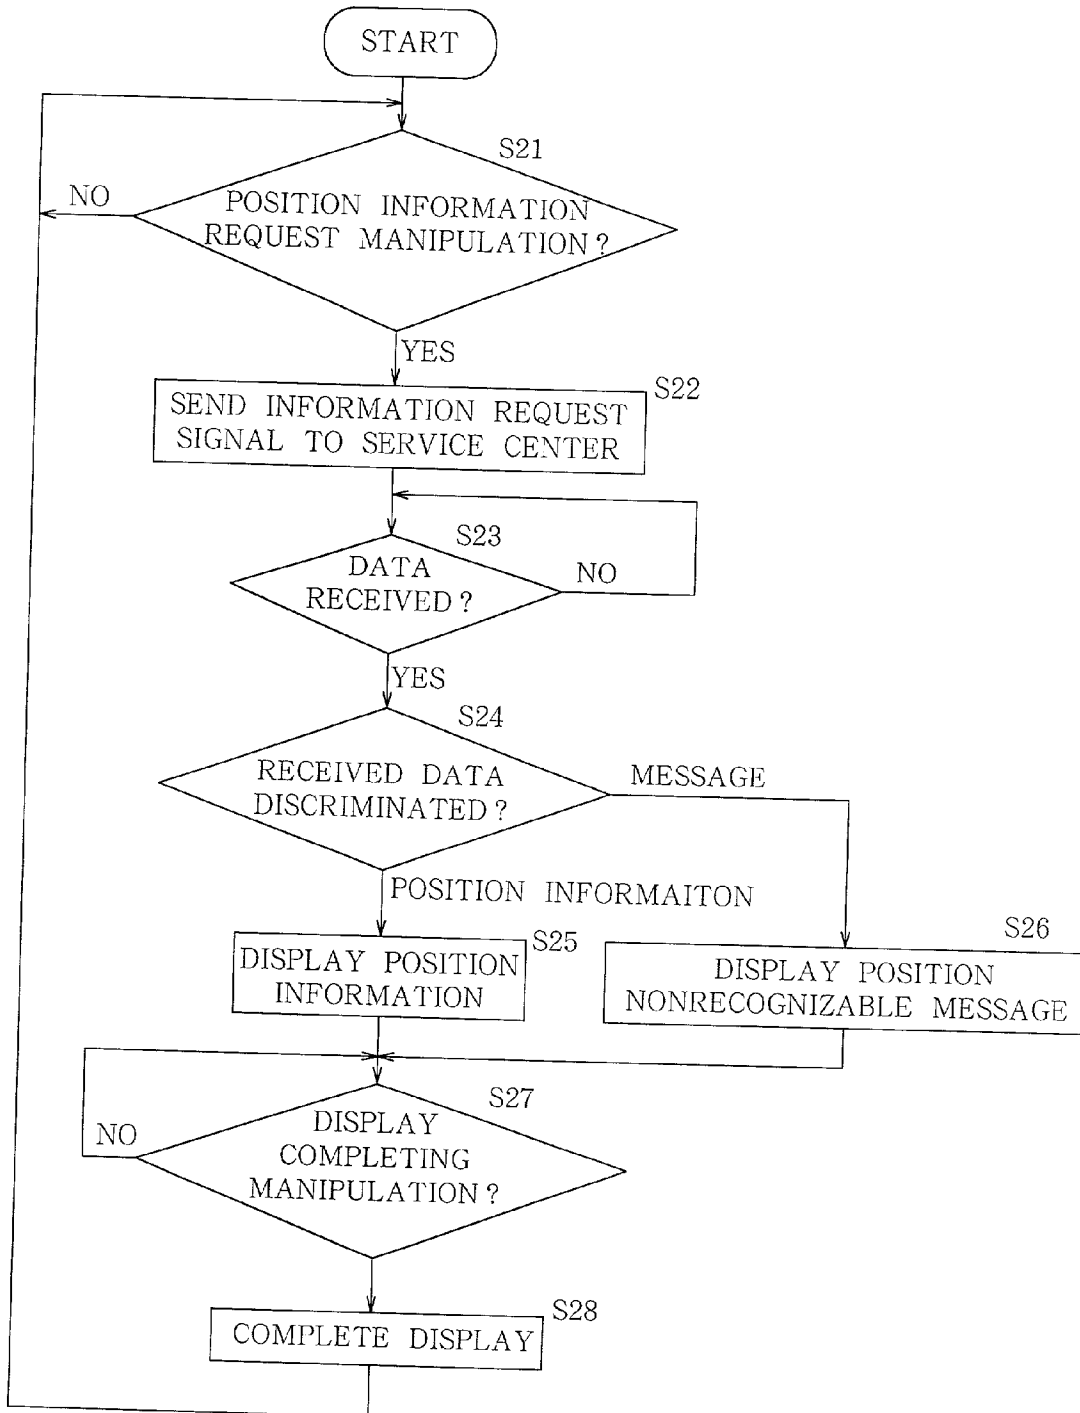 START
S21
NO
POSITION INFORMATION
REQUEST MANIPULATION?
YES
S22
SEND INFORMATION REQUEST
SIGNAL TO SERVICE CENTER
S23
DATA
RECEIVED?
NO
YES
S24
RECEIVED DATA
DISCRIMINATED?
MESSAGE
POSITION INFORMAITON
S25
DISPLAY POSITION
INFORMATION
S26
DISPLAY POSITION
NONRECOGNIZABLE MESSAGE
S27
NO
DISPLAY
COMPLETING
MANIPULATION?
S28
COMPLETE DISPLAY